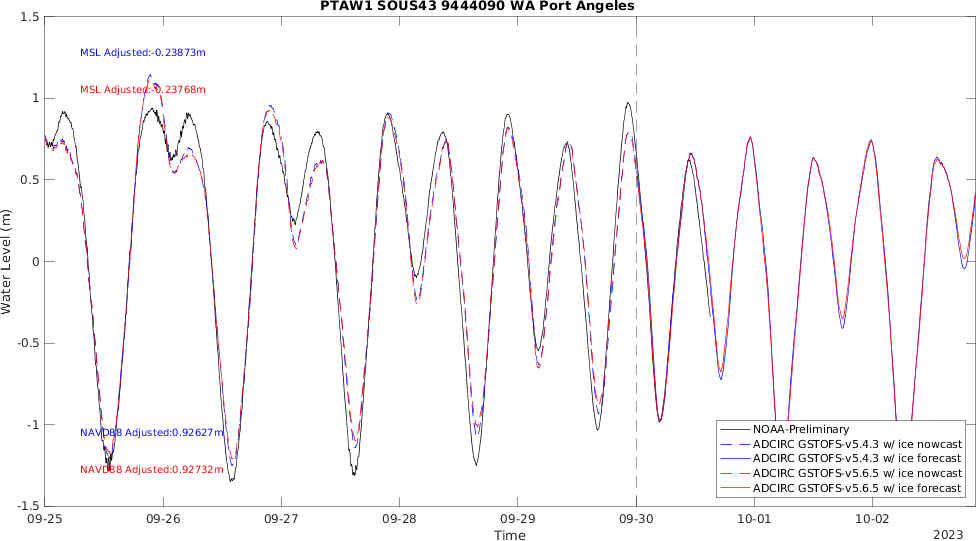 PTAW1 SOUS43 9444090 WA Port Angeles
1.5
MSL Adjusted:-0.23873m
MSL Adjusted:-0.23768m
1
0.5
0
-0.5
-1
-1.5
Water Level (m)
NAVD88 Adjusted:0.92627m
NAVD88 Adjusted:0.92732m
NOAA-Preliminary
ADCIRC GSTOFS-v5.4.3 w/ ice nowcast
ADCIRC GSTOFS-v5.4.3 w/ ice forecast
ADCIRC GSTOFS-v5.6.5 w/ ice nowcast
ADCIRC GSTOFS-v5.6.5 w/ ice forecast
09-25 09-26 09-27 09-28 09-29 09-30 10-01 10-02
Time
2023